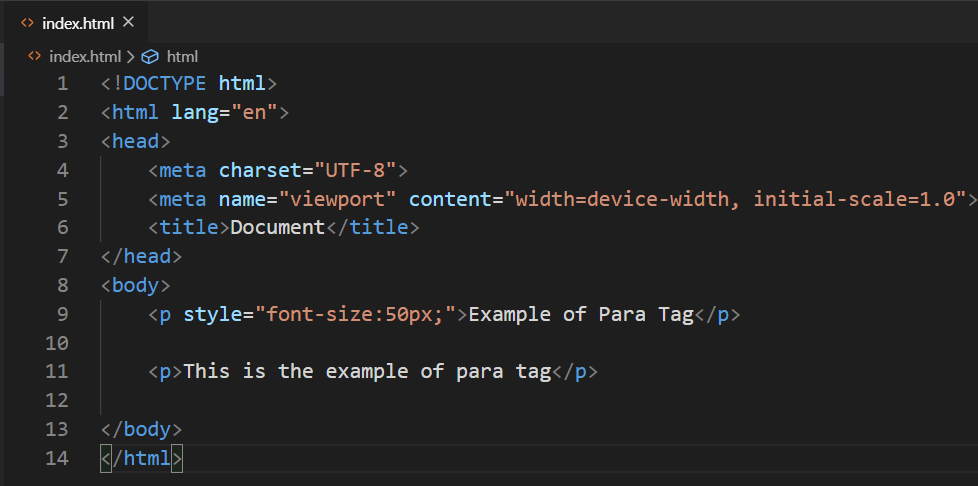 index.html
index.html > html
1 <!DOCTYPE html>
2 <html lang="en">
3 <head>
4     <meta charset="UTF-8">
5     <meta name="viewport" content="width=device-width, initial-scale=1.0">
6     <title>Document</title>
7 </head>
8 <body>
9     <p style="font-size:50px;">Example of Para Tag</p>
10
11     <p>This is the example of para tag</p>
12
13 </body>
14 </html>